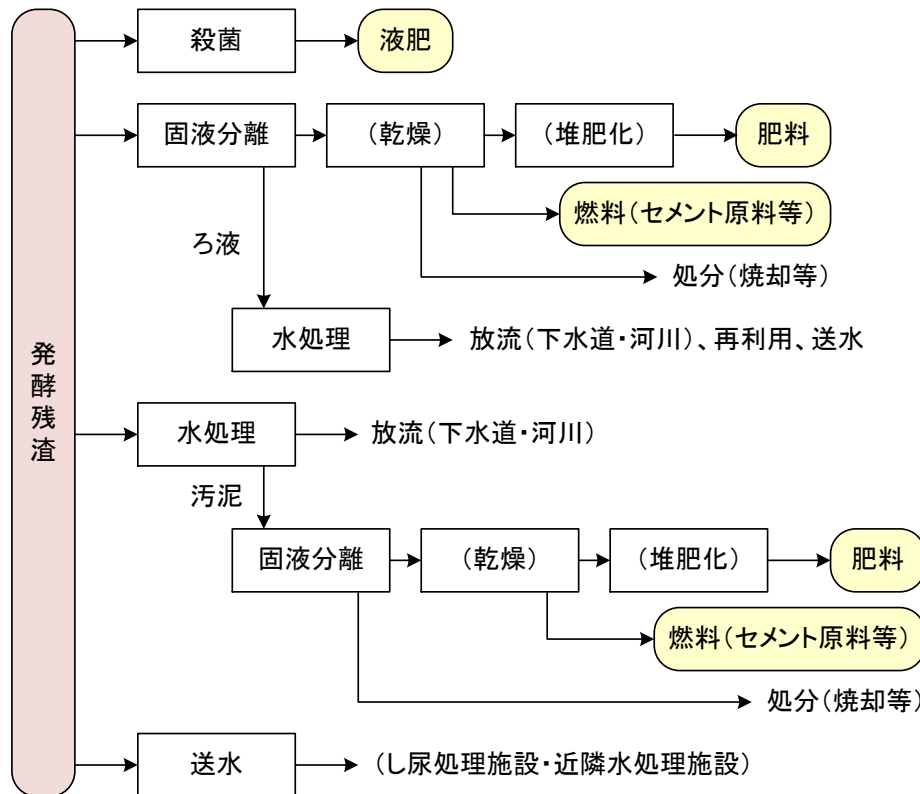 発酵残渣
殺菌
液肥
固液分離
(乾燥)
(堆肥化)
肥料
燃料(セメント原料等)
ろ液
処分(焼却等)
水処理
放流(下水道・河川)、再利用、送水
水処理
放流(下水道・河川)
汚泥
固液分離
(乾燥)
(堆肥化)
肥料
燃料(セメント原料等)
処分(焼却等)
送水
(し尿処理施設・近隣水処理施設)